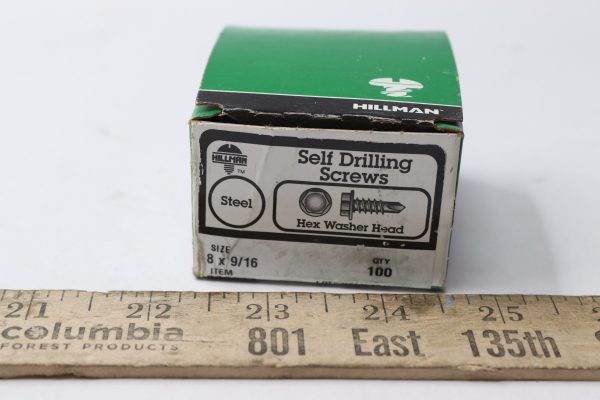 HILLMAN
HILLMAN
TM
Self Drilling
Screws
Steel
Hex Washer Head
SIZE
8 x 9/16
ITEM
QTY
100
21 22 23 24 25
columbia
FOREST PRODUCTS
801 East 135th